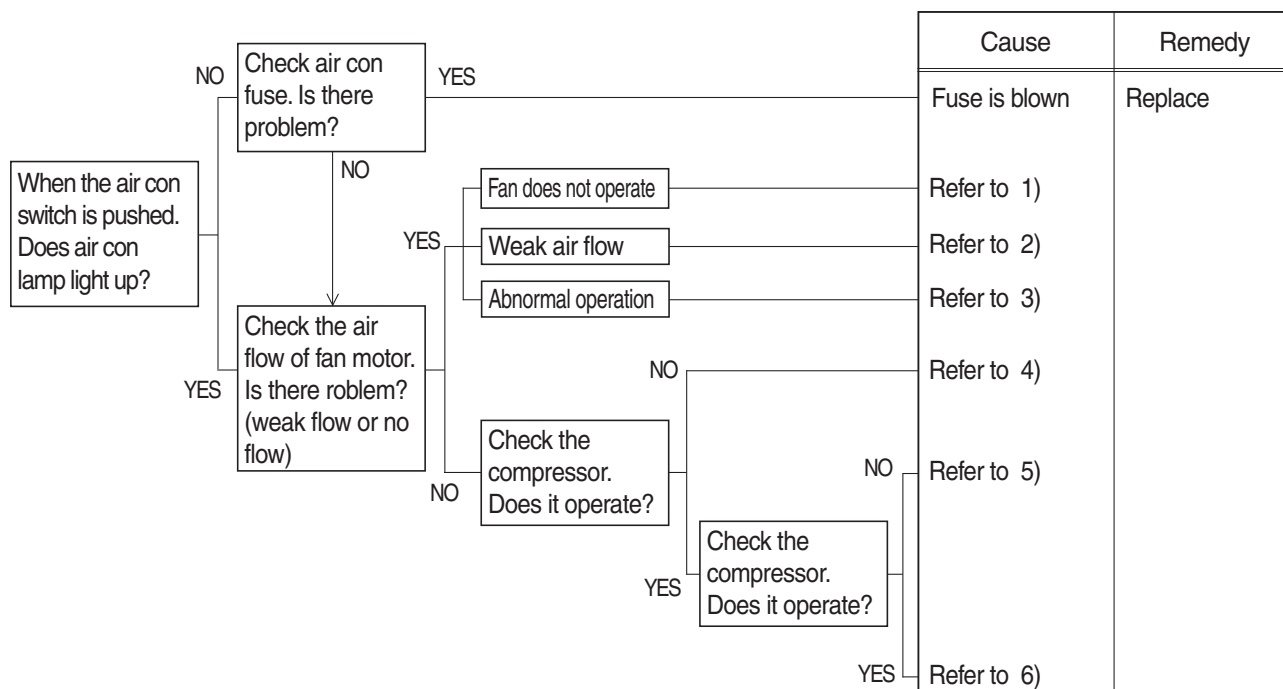 Cause
Remedy
NO
Check air con
fuse. Is there
problem?
YES
Fuse is blown
Replace
NO
When the air con
switch is pushed.
Does air con
lamp light up?
YES
Fan does not operate
Refer to 1)
Weak air flow
Refer to 2)
Abnormal operation
Refer to 3)
YES
Check the air
flow of fan motor.
Is there roblem?
(weak flow or no
flow)
NO
Refer to 4)
NO
Check the
compressor.
Does it operate?
NO
Refer to 5)
YES
Check the
compressor.
Does it operate?
YES
Refer to 6)